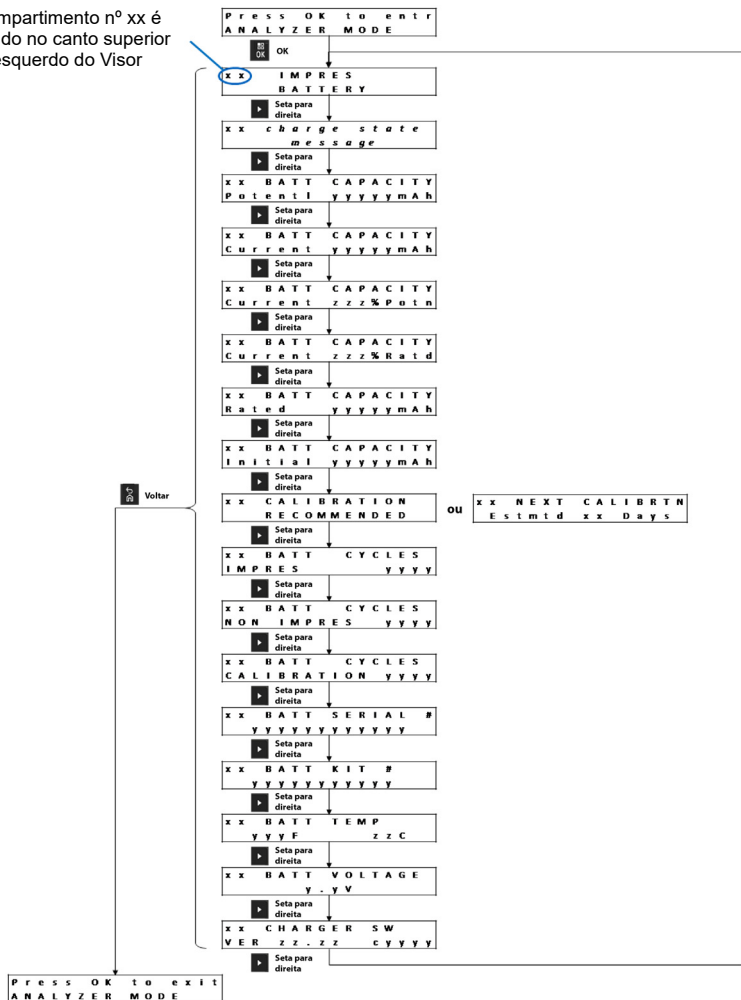 mpartimento nº xx é
do no canto superior
esquerdo do Visor
Press OK to entr
ANALYZER MODE
OK
OK
xx IMPRES
BATTERY
Seta para
direita
xx charge state
message
Seta para
direita
xx BATT CAPACITY
Potentl yyyyymAh
Seta para
direita
xx BATT CAPACITY
Current yyyyymAh
Seta para
direita
xx BATT CAPACITY
Current zzz%Potn
Seta para
direita
xx BATT CAPACITY
Current zzz%Ratd
Seta para
direita
xx BATT CAPACITY
Rated yyyyymAh
Seta para
direita
xx BATT CAPACITY
Initial yyyyymAh
Seta para
direita
Voltar
xx CALIBRATION
RECOMMENDED
ou
xx NEXT CALIBRTN
Estmtd xx Days
Seta para
direita
xx BATT CYCLES
IMPRES yyyy
Seta para
direita
xx BATT CYCLES
NON IMPRES yyyy
Seta para
direita
xx BATT CYCLES
CALIBRATION yyyy
Seta para
direita
xx BATT SERIAL #
yyyyyyyyyyyy
Seta para
direita
xx BATT KIT #
yyyyyyyyyyy
Seta para
direita
xx BATT TEMP
yyyF zzC
Seta para
direita
xx BATT VOLTAGE
y.yV
Seta para
direita
xx CHARGER SW
VER zz.zz cyyyy
Seta para
direita
Press OK to exit
ANALYZER MODE